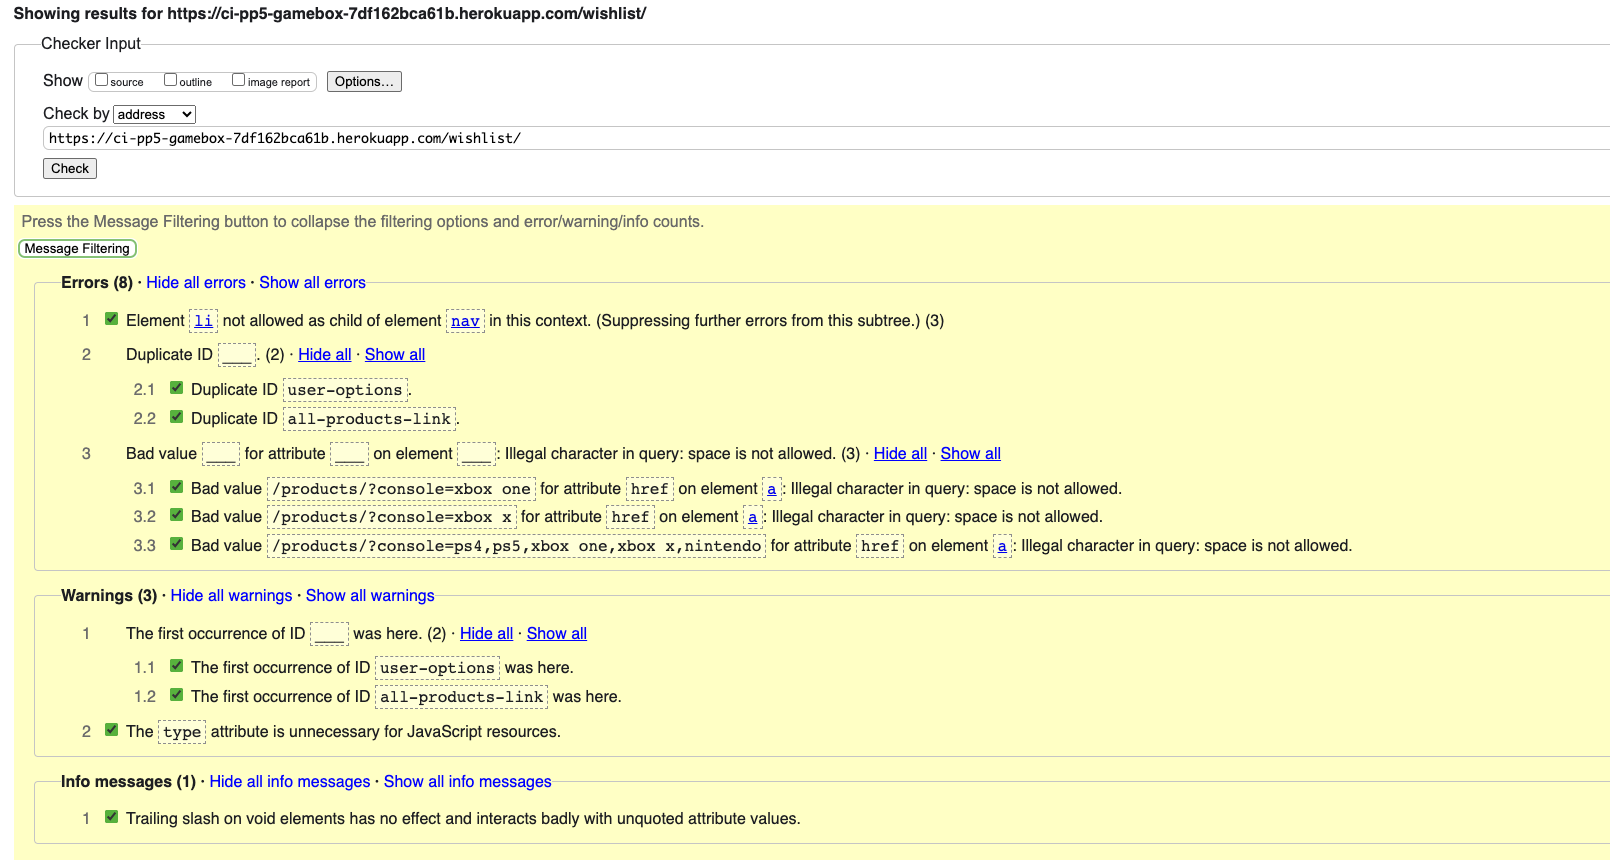 Showing results for https://ci-pp5-gamebox-7df162bca61b.herokuapp.com/wishlist/
Checker Input
Show source outline image report Options...
Check by address
https://ci-pp5-gamebox-7df162bca61b.herokuapp.com/wishlist/
Check
Press the Message Filtering button to collapse the filtering options and error/warning/info counts.
Message Filtering
Errors (8) · Hide all errors · Show all errors
1 Element li not allowed as child of element nav in this context. (Suppressing further errors from this subtree.) (3)
2 Duplicate ID ___. (2) · Hide all · Show all
2.1 Duplicate ID user-options.
2.2 Duplicate ID all-products-link.
3 Bad value ___ for attribute ___ on element ___: Illegal character in query: space is not allowed. (3) · Hide all · Show all
3.1 Bad value /products/?console=xbox one for attribute href on element a: Illegal character in query: space is not allowed.
3.2 Bad value /products/?console=xbox x for attribute href on element a: Illegal character in query: space is not allowed.
3.3 Bad value /products/?console=ps4,ps5,xbox one,xbox x,nintendo for attribute href on element a: Illegal character in query: space is not allowed.
Warnings (3) · Hide all warnings · Show all warnings
1 The first occurrence of ID ___ was here. (2) · Hide all · Show all
1.1 The first occurrence of ID user-options was here.
1.2 The first occurrence of ID all-products-link was here.
2 The type attribute is unnecessary for JavaScript resources.
Info messages (1) · Hide all info messages · Show all info messages
1 Trailing slash on void elements has no effect and interacts badly with unquoted attribute values.